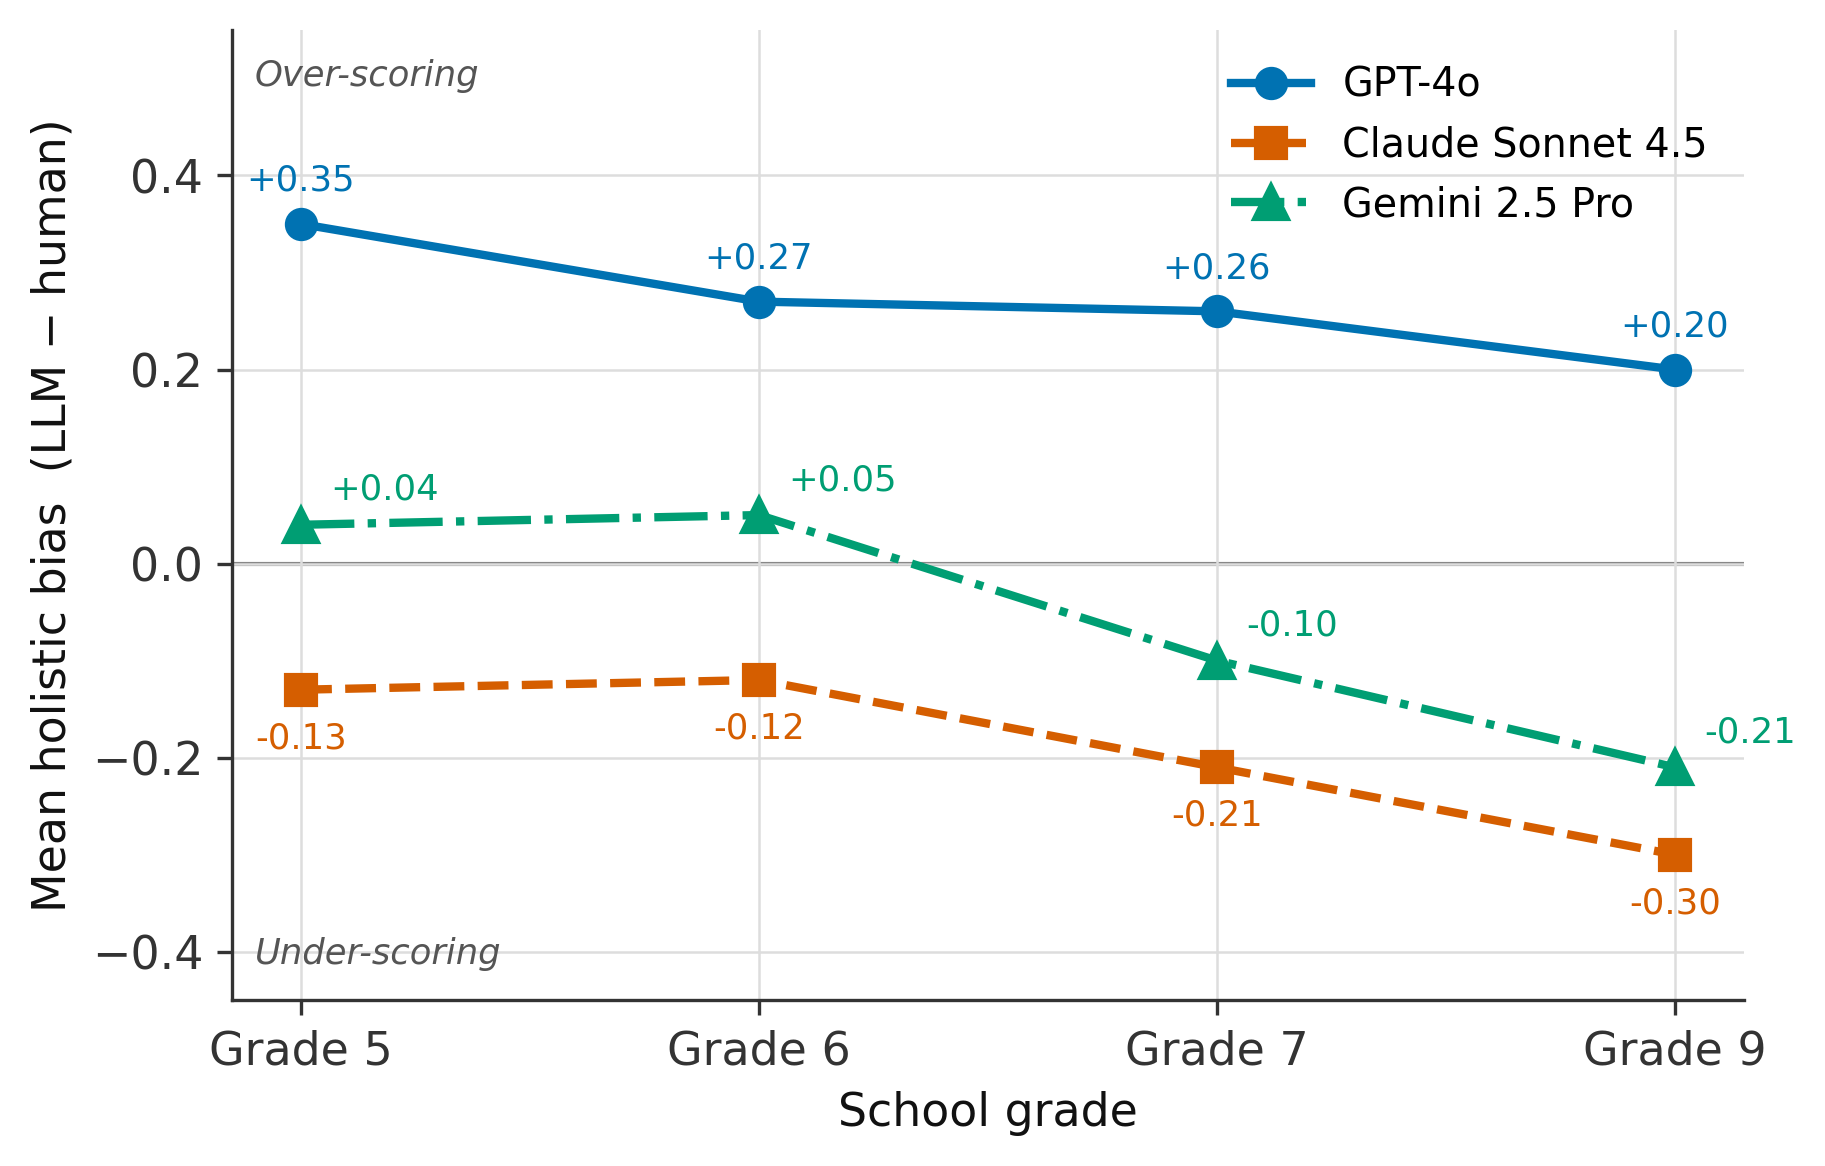 Over-scoring
GPT-4o
Claude Sonnet 4.5
Gemini 2.5 Pro
Mean holistic bias (LLM − human)
0.4
0.2
0.0
−0.2
−0.4
+0.35
+0.27
+0.26
+0.20
+0.04
+0.05
-0.10
-0.21
-0.13
-0.12
-0.21
-0.30
Under-scoring
Grade 5
Grade 6
Grade 7
Grade 9
School grade